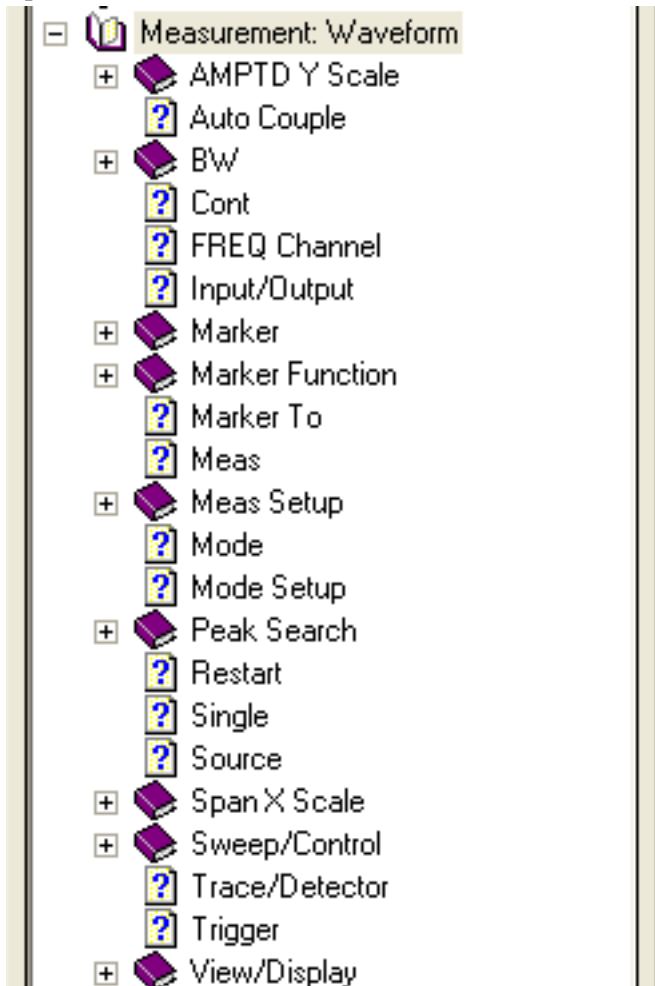 Measurement: Waveform
AMPTD Y Scale
Auto Couple
BW
Cont
FREQ Channel
Input/Output
Marker
Marker Function
Marker To
Meas
Meas Setup
Mode
Mode Setup
Peak Search
Restart
Single
Source
Span X Scale
Sweep/Control
Trace/Detector
Trigger
View/Display